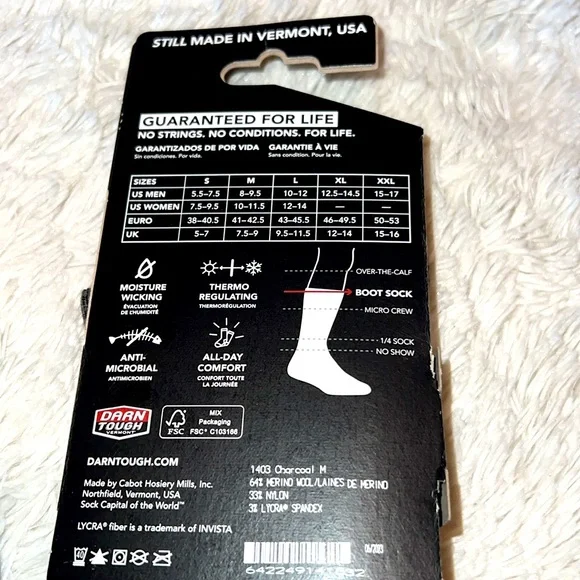 STILL MADE IN VERMONT, USA
GUARANTEED FOR LIFE
NO STRINGS. NO CONDITIONS. FOR LIFE.
GARANTIZADOS DE POR VIDA GARANTIE À VIE
Sin condiciones. Por vida. Sans condition. Pour la vie.
SIZES S M L XL XXL
US MEN 5.5–7.5 8–9.5 10–12 12.5–14.5 15–17
US WOMEN 7.5–9.5 10–11.5 12–14 — —
EURO 38–40.5 41–42.5 43–45.5 46–49.5 50–53
UK 5–7 7.5–9 9.5–11.5 12–14 15–16
MOISTURE
WICKING
ÉVACUATION
DE L'HUMIDITÉ
THERMO
REGULATING
THERMORÉGULATION
ANTI-
MICROBIAL
ANTIMICROBIEN
ALL-DAY
COMFORT
CONFORT TOUTE
LA JOURNÉE
OVER-THE-CALF
BOOT SOCK
MICRO CREW
1/4 SOCK
NO SHOW
DARN
TOUGH
VERMONT
FSC
MIX
Packaging
FSC® C103166
DARNTOUGH.COM
Made by Cabot Hosiery Mills, Inc.
Northfield, Vermont, USA
Sock Capital of the World™
LYCRA® fiber is a trademark of INVISTA
1403 Charcoal M
64% MERINO WOOL/LAINES DE MERINO
33% NYLON
3% LYCRA® SPANDEX
06/2023
40